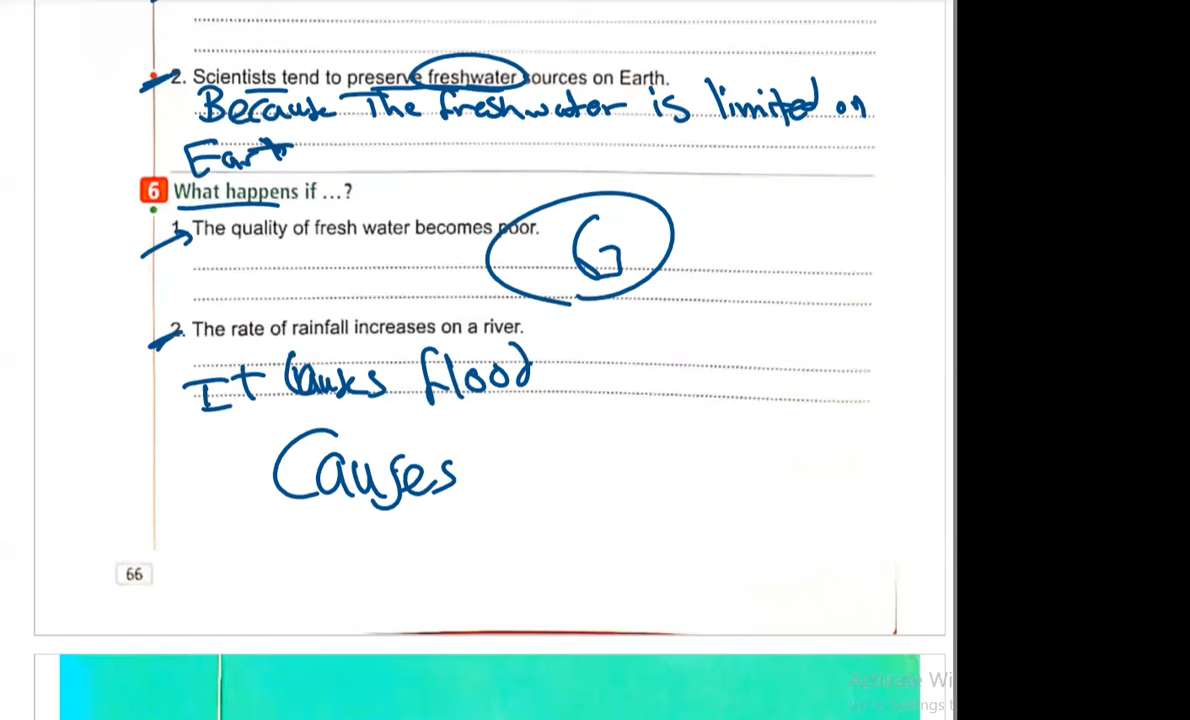 2. Scientists tend to preserve freshwater sources on Earth.
Because The freshwater is limited on
Earth
6 What happens if ...?
1. The quality of fresh water becomes poor.
G
2. The rate of rainfall increases on a river.
It causes flood
Causes
66
Activate Wi